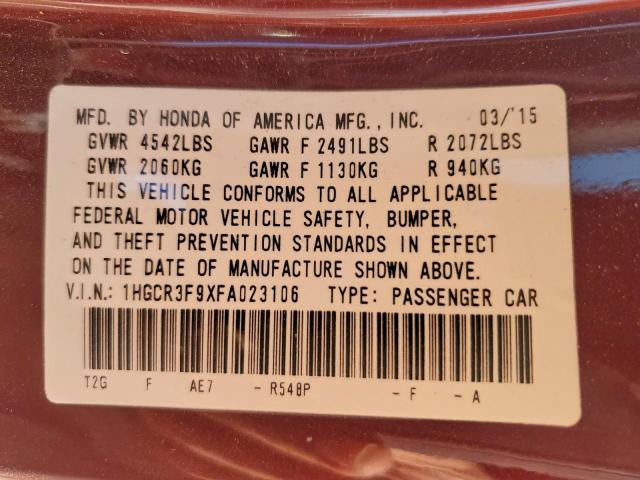 MFD. BY HONDA OF AMERICA MFG., INC. 03/'15
GVWR 4542LBS GAWR F 2491LBS R 2072LBS
GVWR 2060KG GAWR F 1130KG R 940KG
THIS VEHICLE CONFORMS TO ALL APPLICABLE
FEDERAL MOTOR VEHICLE SAFETY, BUMPER,
AND THEFT PREVENTION STANDARDS IN EFFECT
ON THE DATE OF MANUFACTURE SHOWN ABOVE.
V.I.N.: 1HGCR3F9XFA023106 TYPE: PASSENGER CAR
T2G F AE7 - R548P - F - A